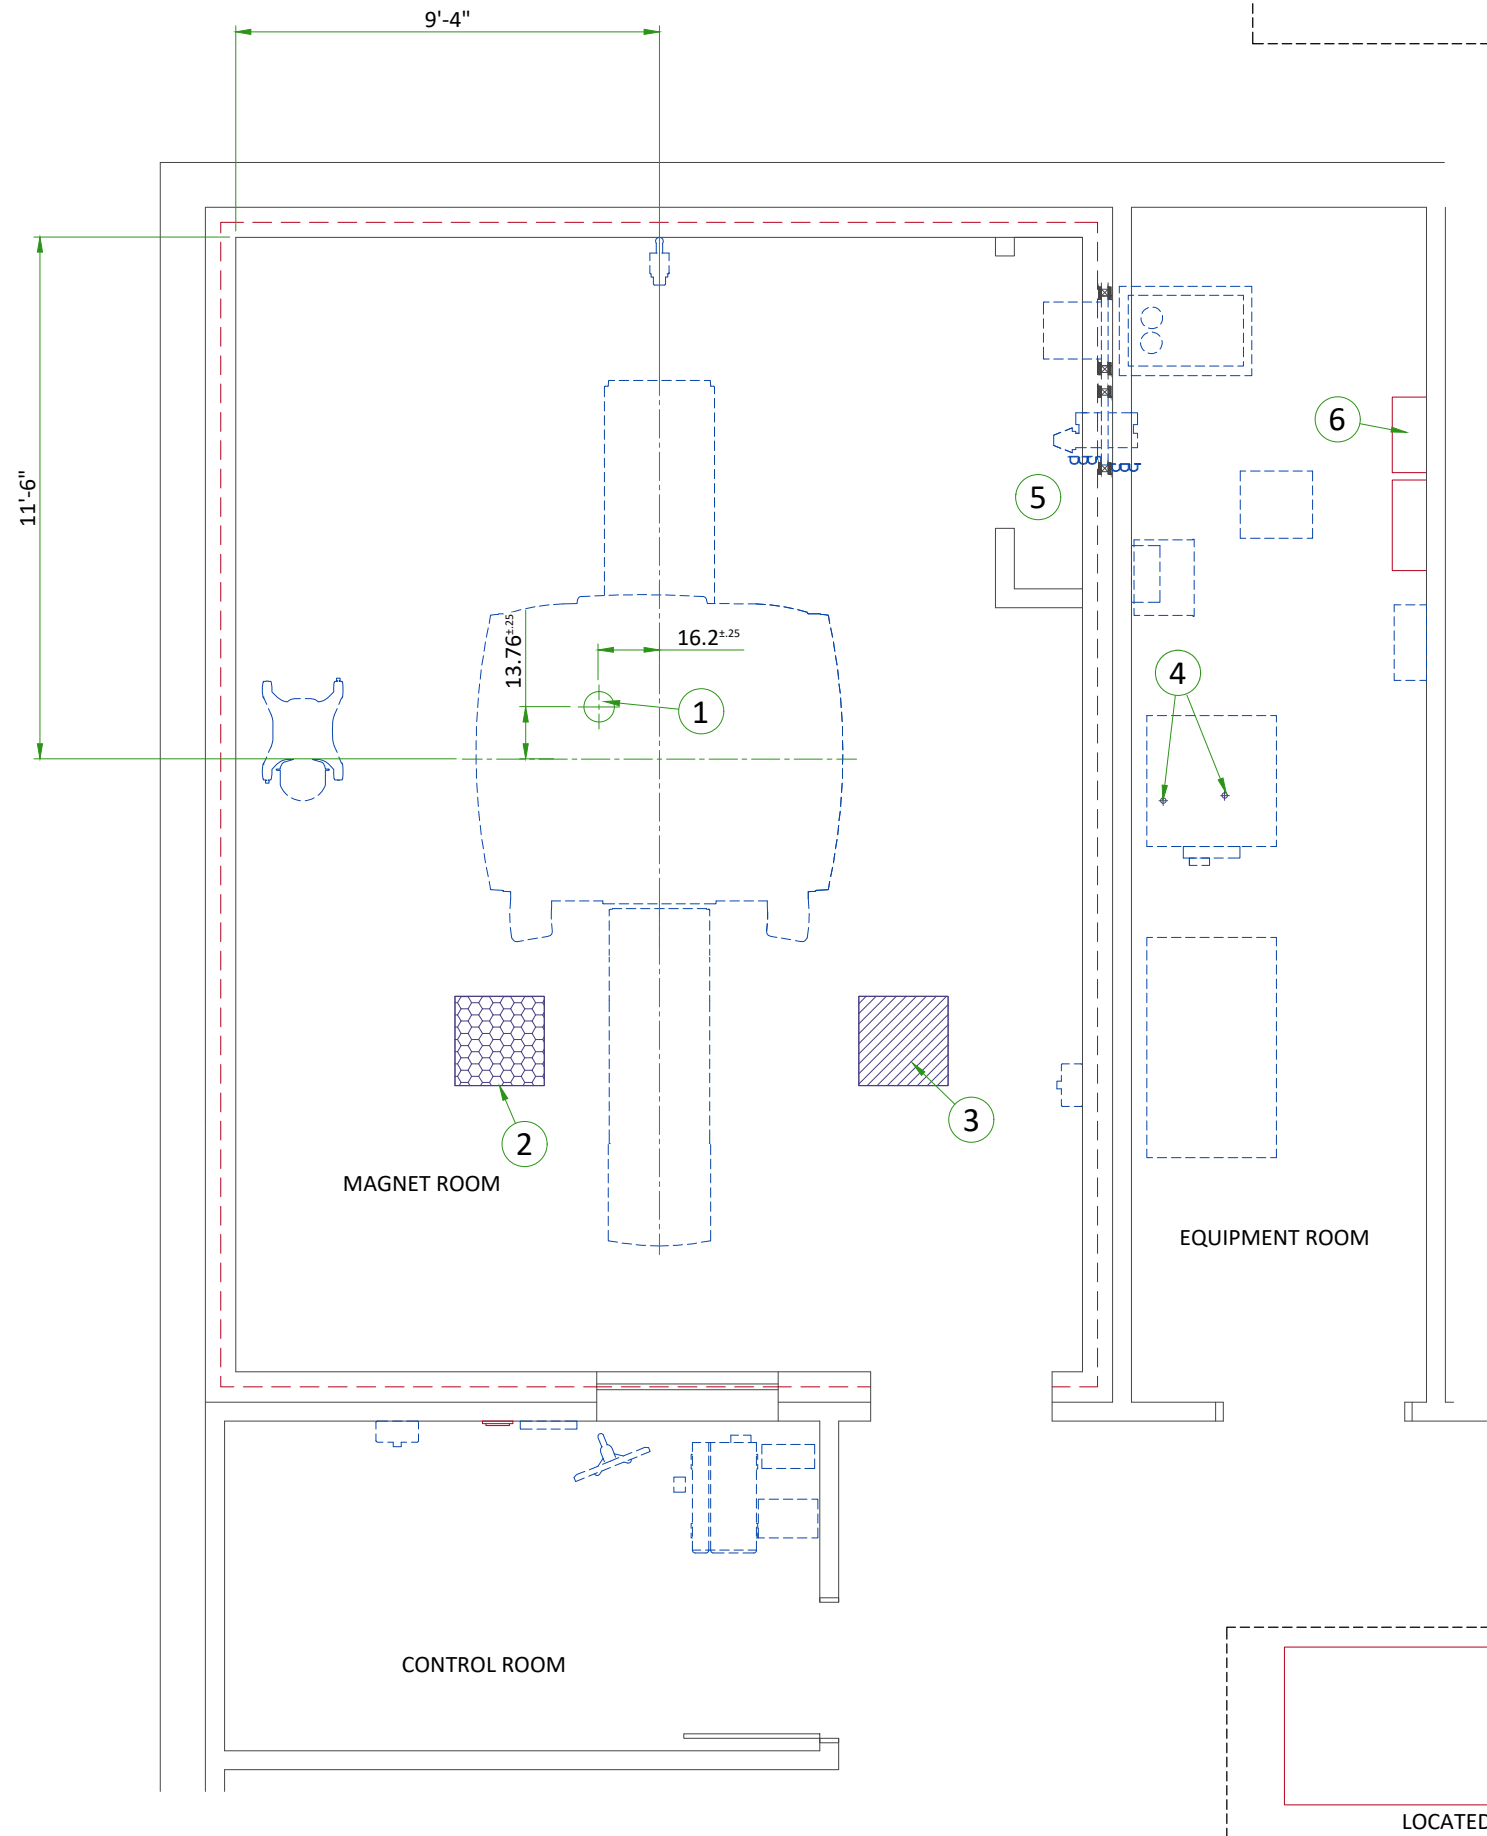 9'-4"
11'-6"
6
5
13.76±.25
16.2±.25
4
1
2
3
MAGNET ROOM
EQUIPMENT ROOM
CONTROL ROOM
LOCATED